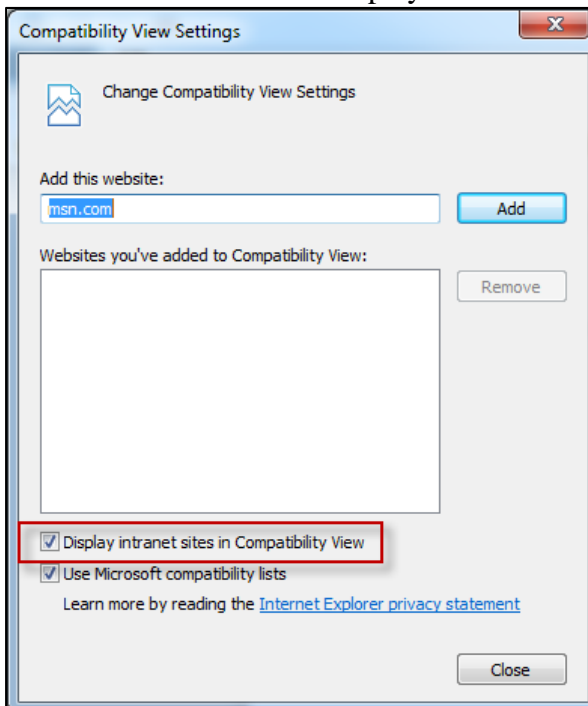 Compatibility View Settings
Change Compatibility View Settings
Add this website:
msn.com
Add
Websites you've added to Compatibility View:
Remove
Display intranet sites in Compatibility View
Use Microsoft compatibility lists
Learn more by reading the Internet Explorer privacy statement
Close